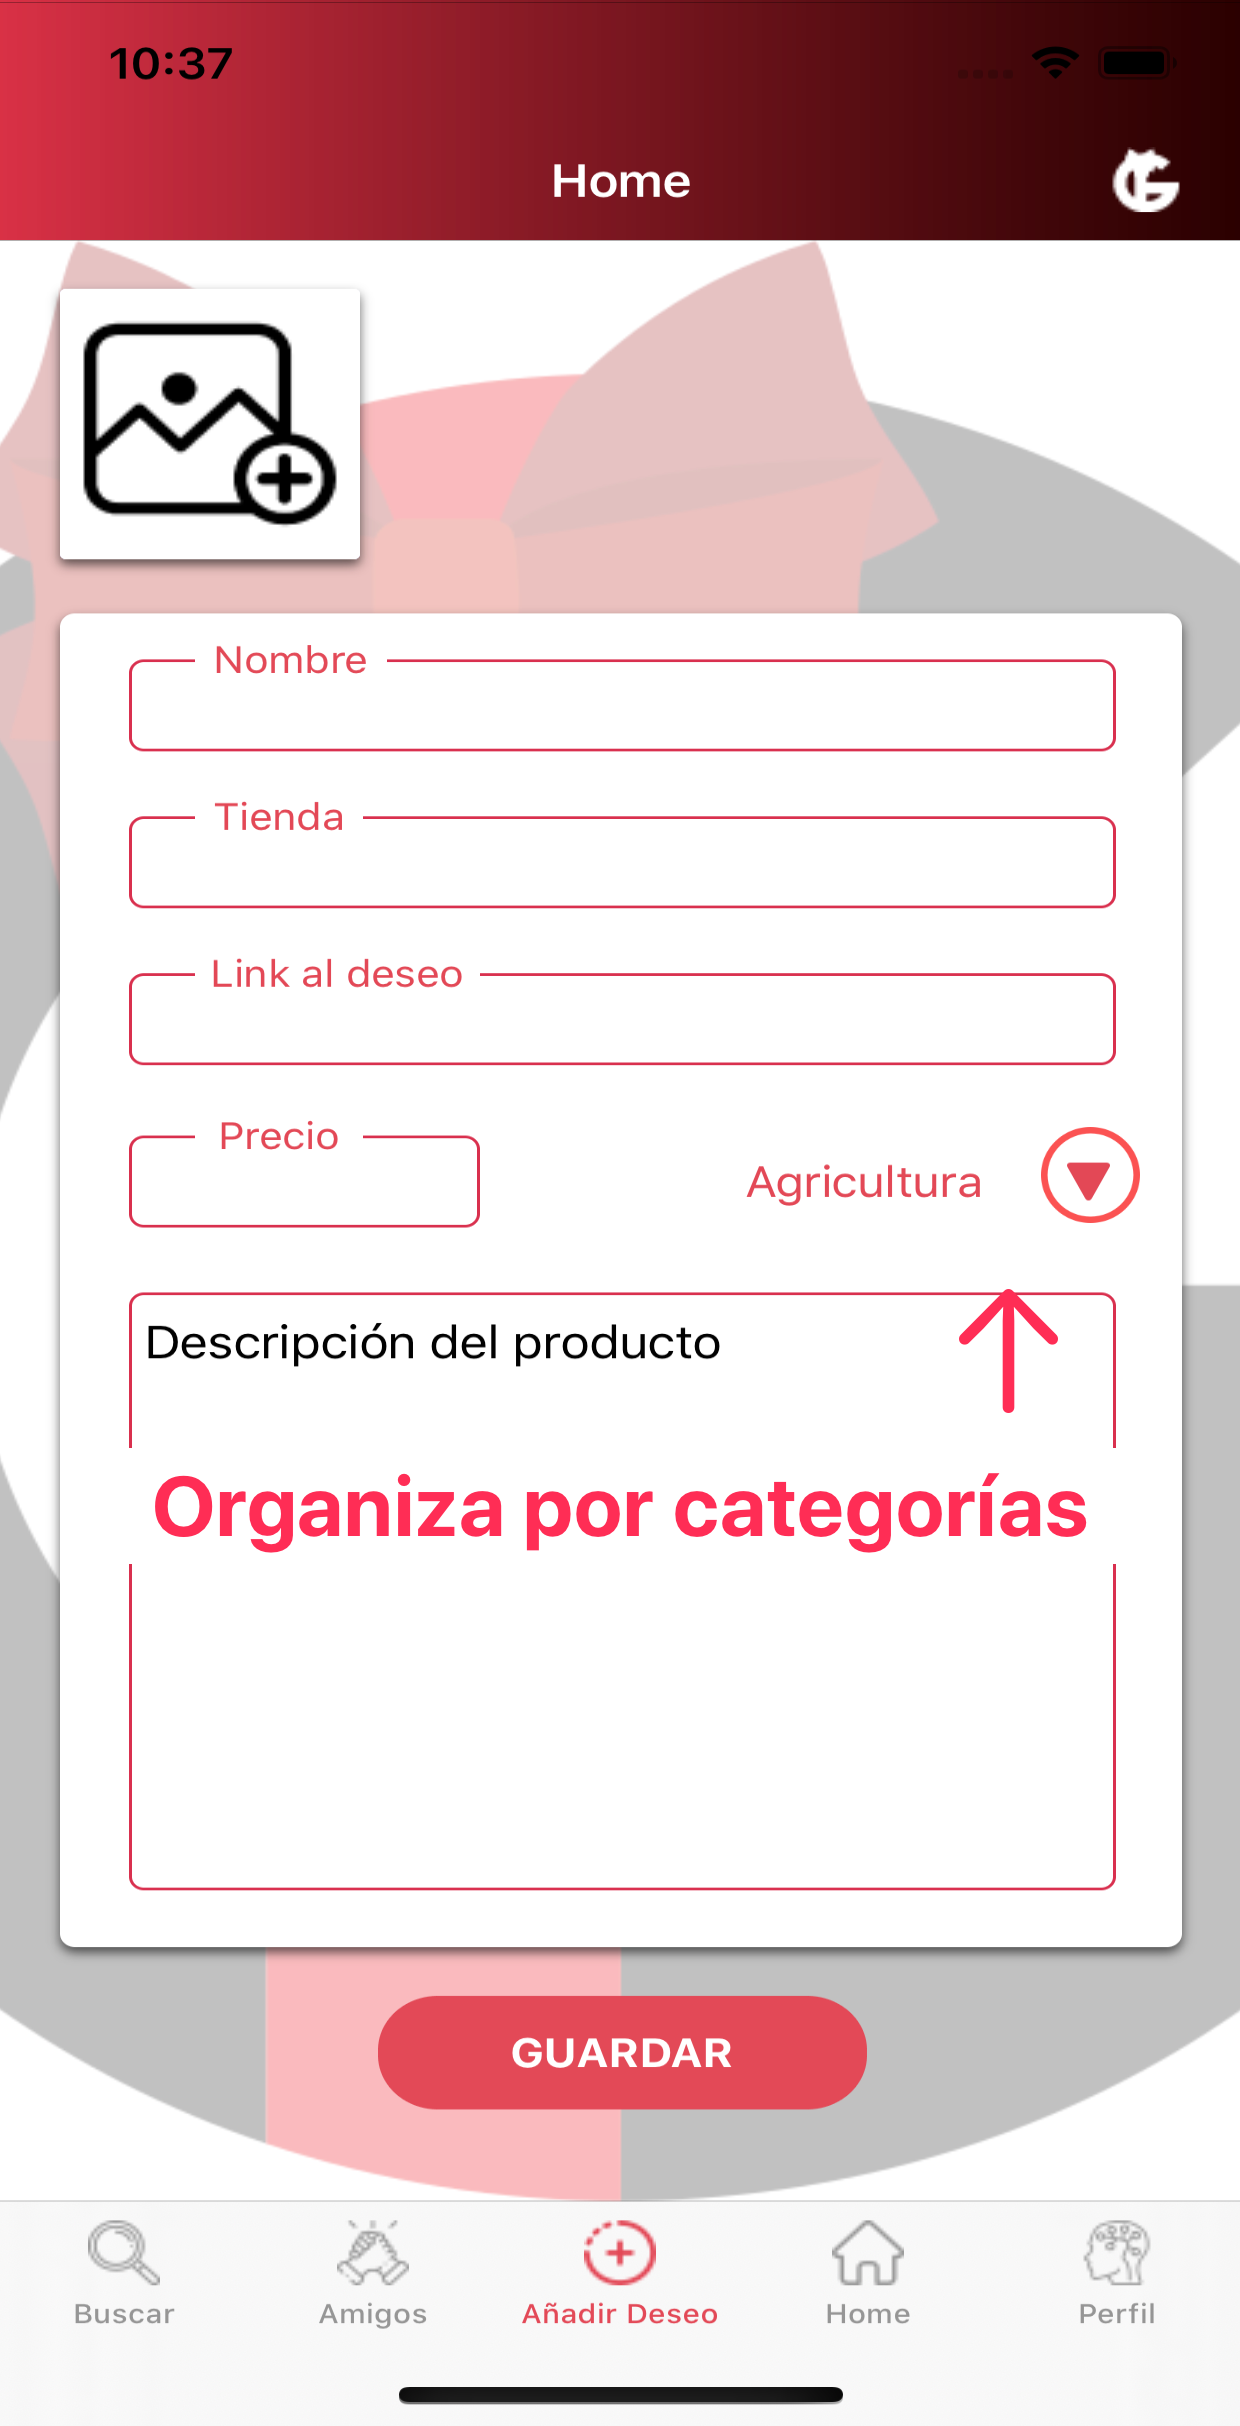 10:37
Home
Nombre
Tienda
Link al deseo
Precio
Agricultura
Descripción del producto
Organiza por categorías
GUARDAR
Buscar
Amigos
Añadir Deseo
Home
Perfil